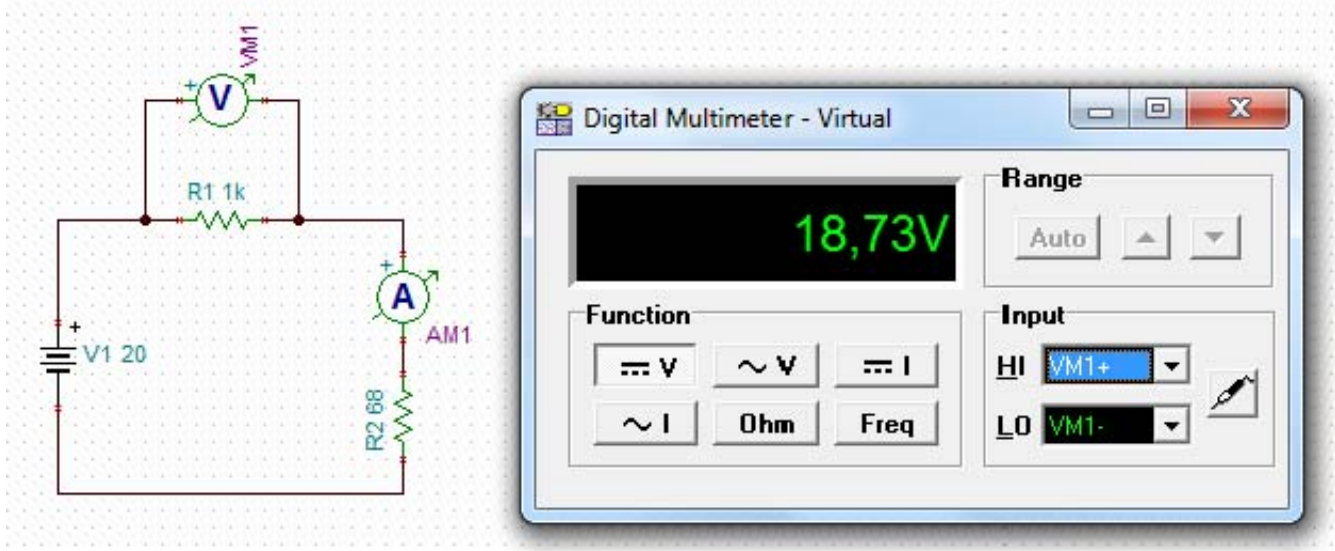 VM1
+
V
R1 1k
+
A
AM1
+
V1 20
R2 68
Digital Multimeter - Virtual
X
18,73V
Range
Auto
Function
V
~ V
I
~ I
Ohm
Freq
Input
HI VM1+
LO VM1-